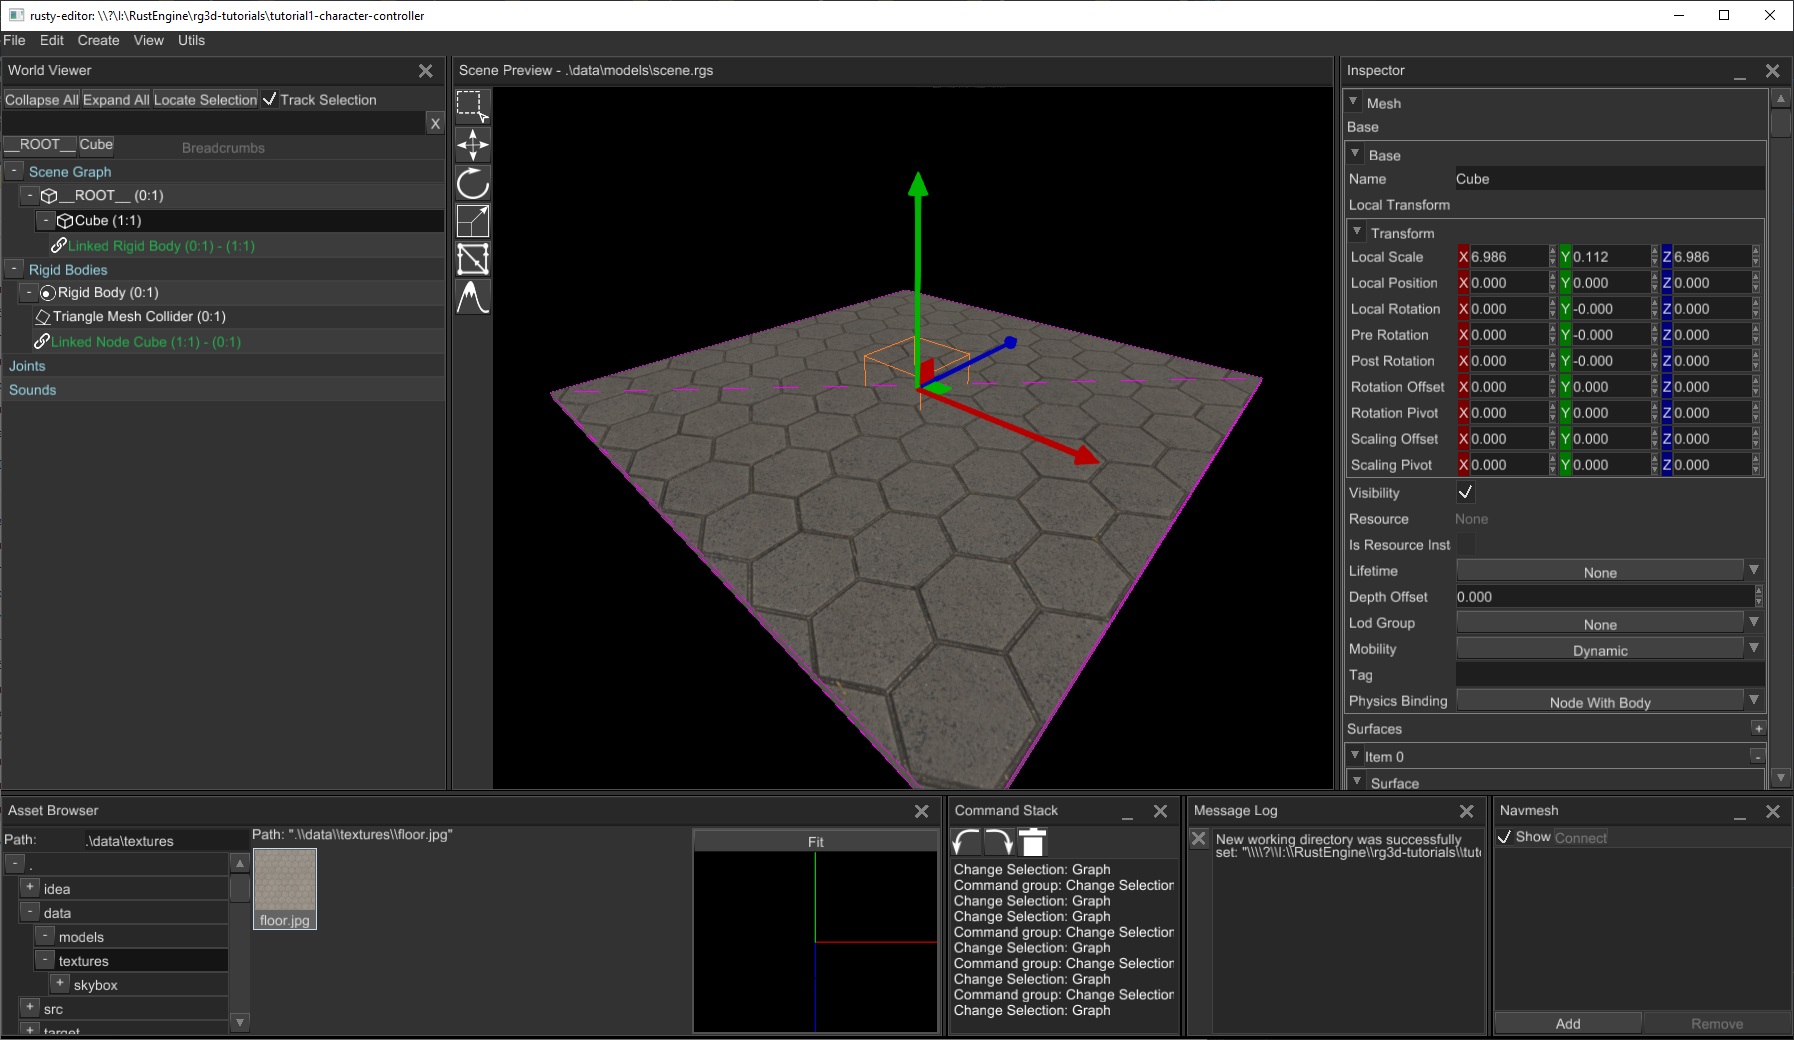 rusty-editor: \\?\I:\RustEngine\rg3d-tutorials\tutorial1-character-controller
File Edit Create View Utils
World Viewer
Collapse All Expand All Locate Selection Track Selection
X
__ROOT__ Cube Breadcrumbs
- Scene Graph
- __ROOT__ (0:1)
- Cube (1:1)
Linked Rigid Body (0:1) - (1:1)
- Rigid Bodies
- Rigid Body (0:1)
Triangle Mesh Collider (0:1)
Linked Node Cube (1:1) - (0:1)
Joints
Sounds
Scene Preview - .\data\models\scene.rgs
Inspector
Mesh
Base
Base
Name Cube
Local Transform
Transform
Local Scale X 6.986 Y 0.112 Z 6.986
Local Position X 0.000 Y 0.000 Z 0.000
Local Rotation X 0.000 Y -0.000 Z 0.000
Pre Rotation X 0.000 Y -0.000 Z 0.000
Post Rotation X 0.000 Y -0.000 Z 0.000
Rotation Offset X 0.000 Y 0.000 Z 0.000
Rotation Pivot X 0.000 Y 0.000 Z 0.000
Scaling Offset X 0.000 Y 0.000 Z 0.000
Scaling Pivot X 0.000 Y 0.000 Z 0.000
Visibility
Resource None
Is Resource Inst
Lifetime None
Depth Offset 0.000
Lod Group None
Mobility Dynamic
Tag
Physics Binding Node With Body
Surfaces +
Item 0 -
Surface
Asset Browser
Path: .\data\textures
- .
+ idea
- data
- models
- textures
+ skybox
+ src
+ target
Path: ".\\data\\textures\\floor.jpg"
floor.jpg
Fit
Command Stack
Change Selection: Graph
Command group: Change Selection
Change Selection: Graph
Change Selection: Graph
Command group: Change Selection
Change Selection: Graph
Command group: Change Selection
Change Selection: Graph
Command group: Change Selection
Change Selection: Graph
Message Log
New working directory was successfully
set: "\\\\?\\I:\\RustEngine\\rg3d-tutorials\\tut
Navmesh
Show Connect
Add Remove